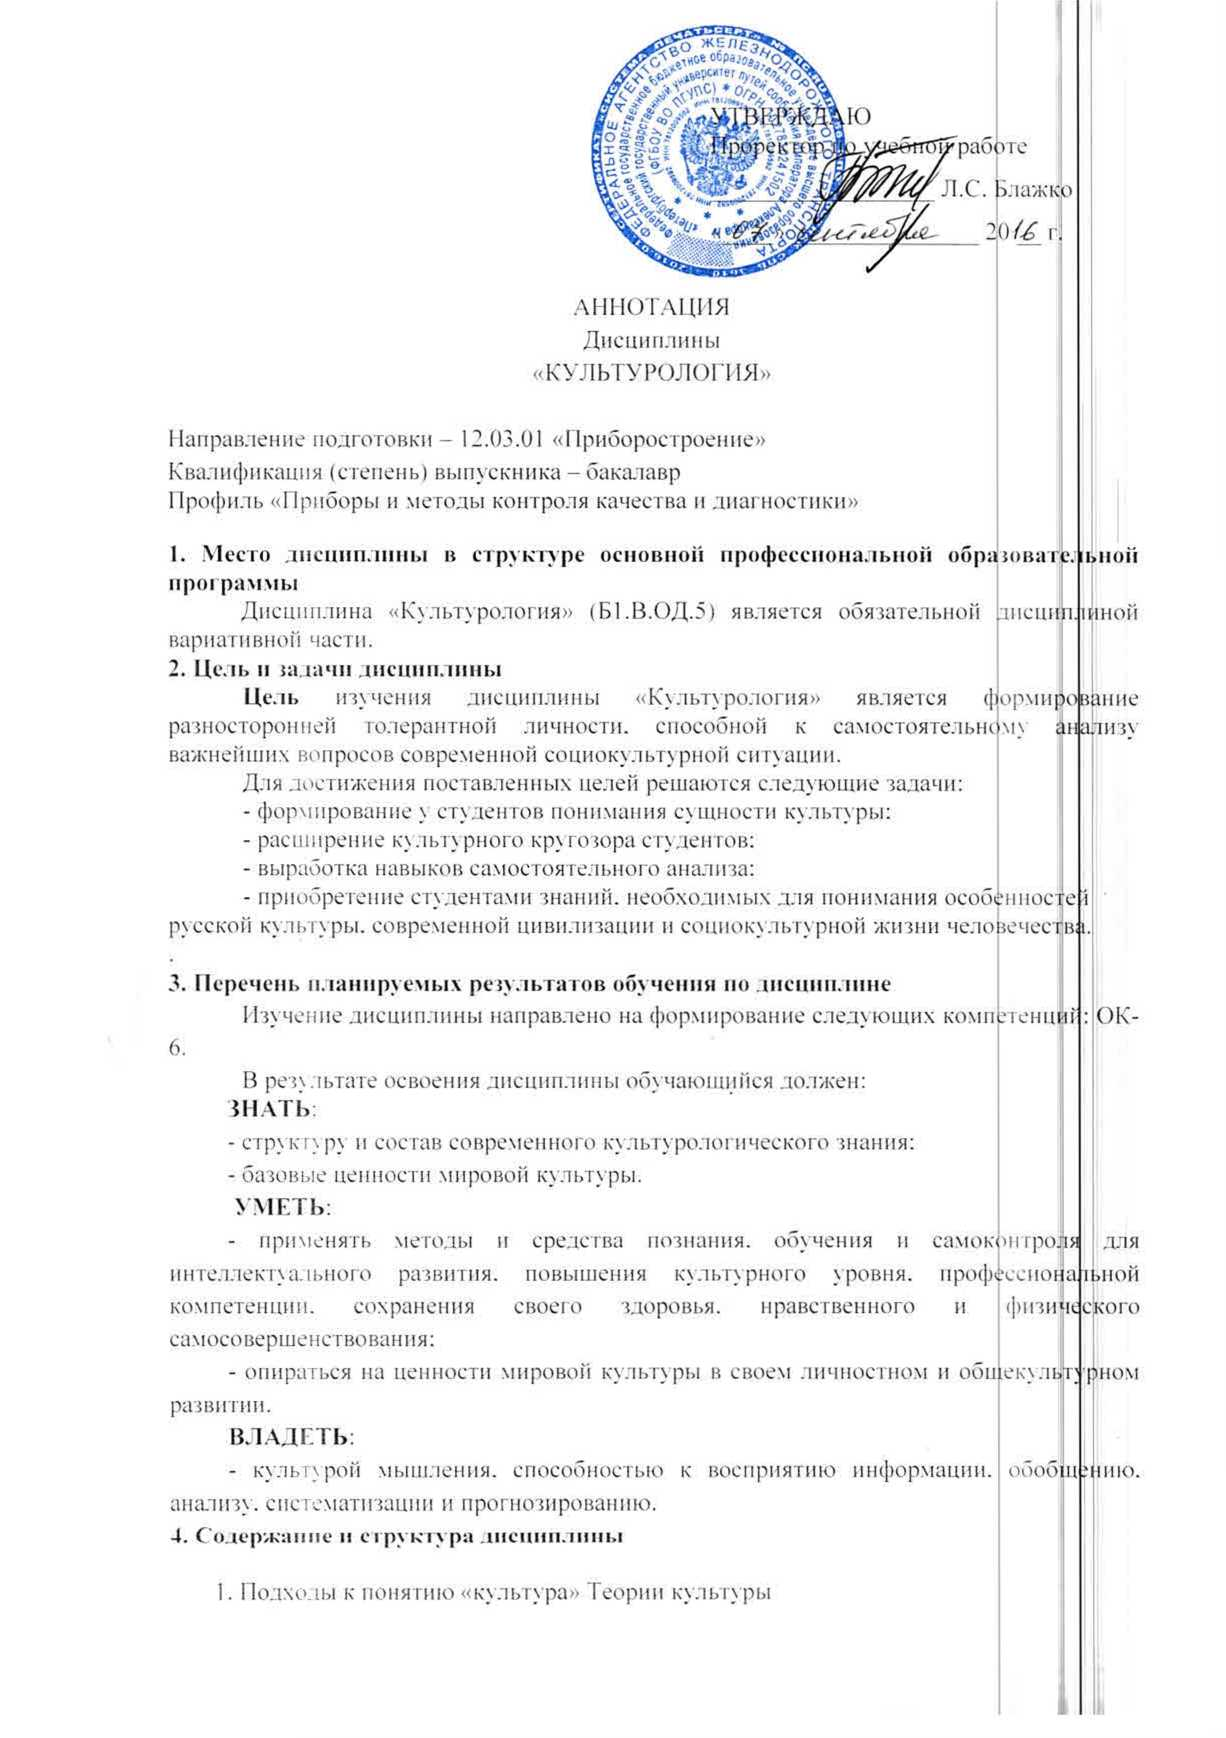 УТВЕРЖДАЮ
Проректор по учебной работе
Л.С. Блажко
07 сентября 2016 г.
АННОТАЦИЯ
Дисциплины
«КУЛЬТУРОЛОГИЯ»
Направление подготовки – 12.03.01 «Приборостроение»
Квалификация (степень) выпускника – бакалавр
Профиль «Приборы и методы контроля качества и диагностики»
1. Место дисциплины в структуре основной профессиональной образовательной
программы
Дисциплина «Культурология» (Б1.В.ОД.5) является обязательной дисциплиной
вариативной части.
2. Цель и задачи дисциплины
Цель изучения дисциплины «Культурология» является формирование
разносторонней толерантной личности, способной к самостоятельному анализу
важнейших вопросов современной социокультурной ситуации.
Для достижения поставленных целей решаются следующие задачи:
- формирование у студентов понимания сущности культуры;
- расширение культурного кругозора студентов;
- выработка навыков самостоятельного анализа;
- приобретение студентами знаний, необходимых для понимания особенностей
русской культуры, современной цивилизации и социокультурной жизни человечества.
.
3. Перечень планируемых результатов обучения по дисциплине
Изучение дисциплины направлено на формирование следующих компетенций: ОК-
6.
В результате освоения дисциплины обучающийся должен:
ЗНАТЬ:
- структуру и состав современного культурологического знания;
- базовые ценности мировой культуры.
УМЕТЬ:
- применять методы и средства познания, обучения и самоконтроля для
интеллектуального развития, повышения культурного уровня, профессиональной
компетенции, сохранения своего здоровья, нравственного и физического
самосовершенствования;
- опираться на ценности мировой культуры в своем личностном и общекультурном
развитии.
ВЛАДЕТЬ:
- культурой мышления, способностью к восприятию информации, обобщению,
анализу, систематизации и прогнозированию.
4. Содержание и структура дисциплины
1. Подходы к понятию «культура» Теории культуры